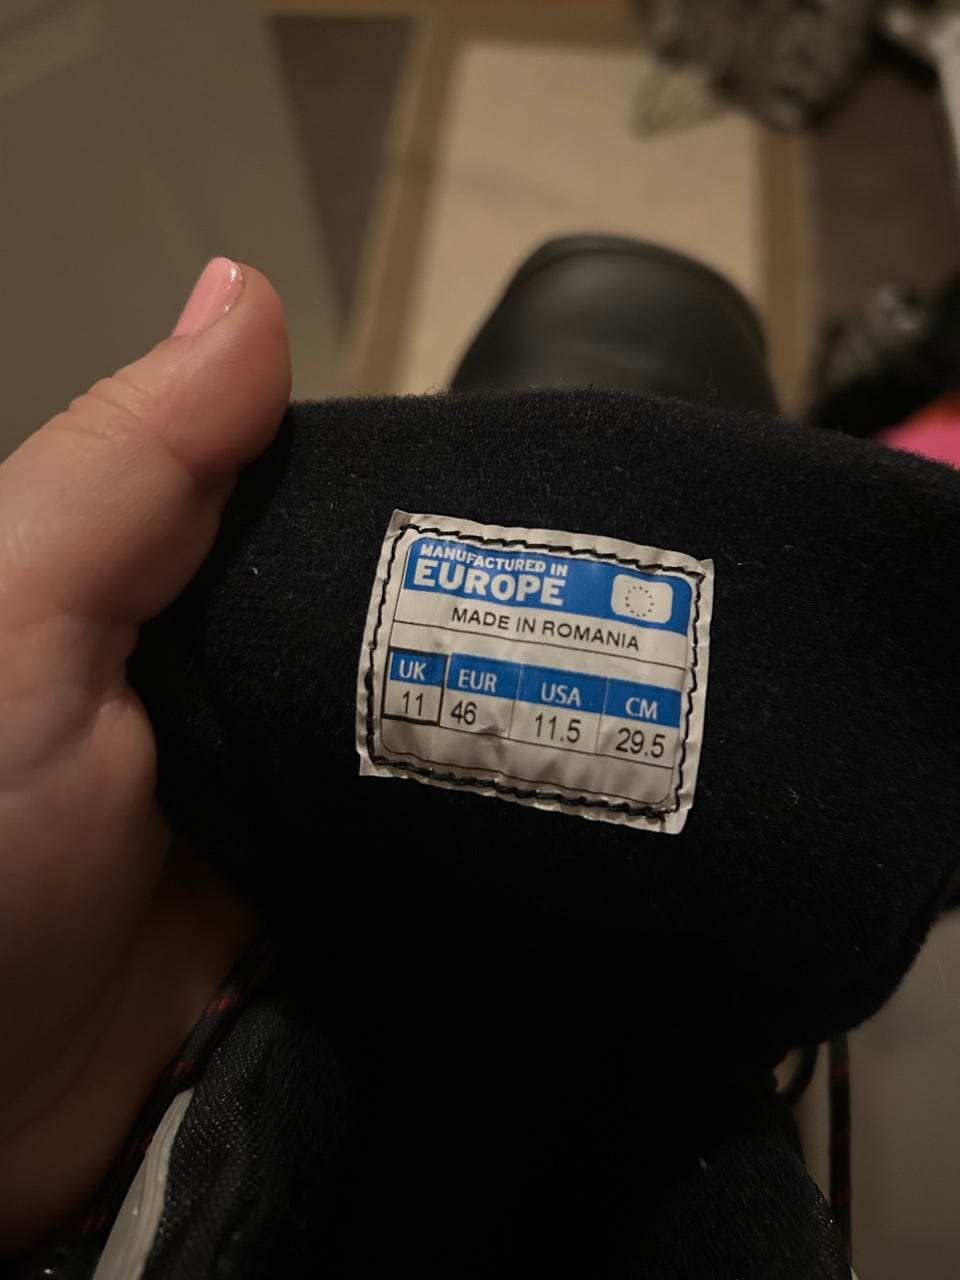 MANUFACTURED IN
EUROPE
MADE IN ROMANIA
UK EUR USA CM
11 46 11.5 29.5